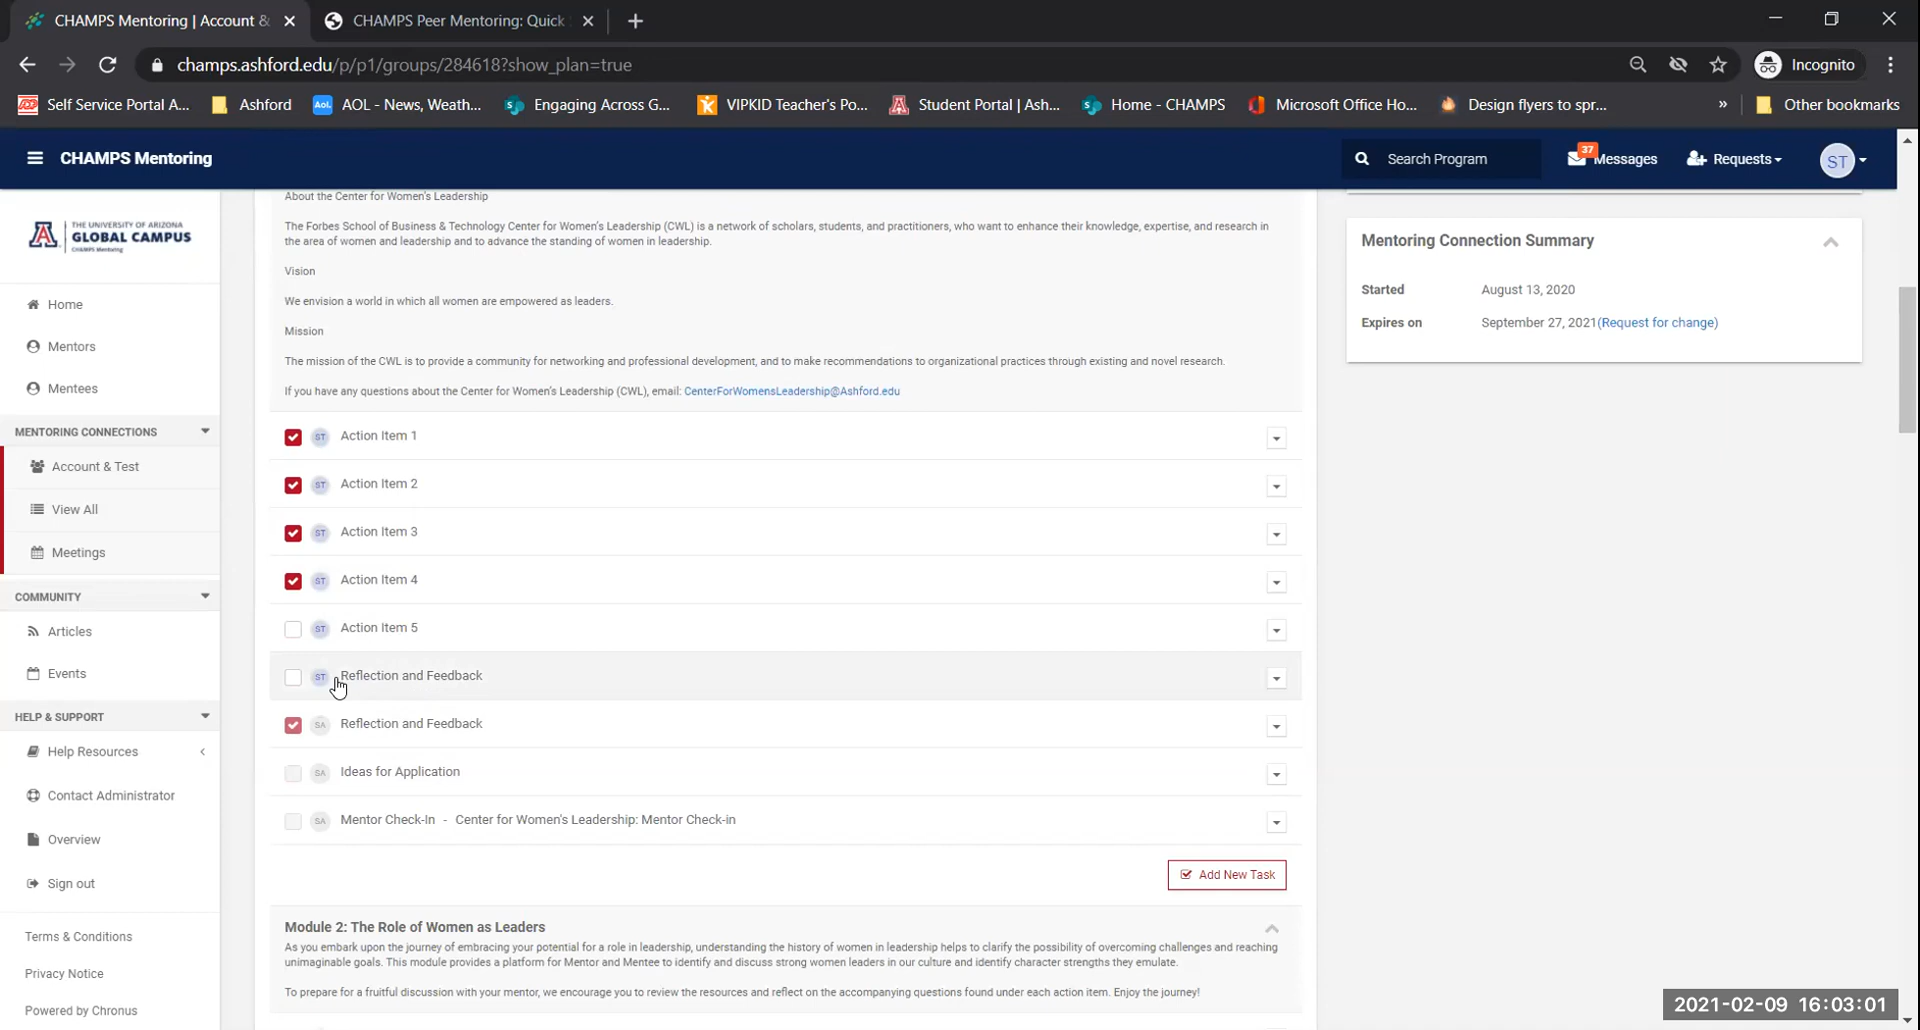 CHAMPS Mentoring | Account &
CHAMPS Peer Mentoring: Quick
champs.ashford.edu/p/p1/groups/284618?show_plan=true
Incognito
Self Service Portal A...
Ashford
Aol.
AOL - News, Weath...
Engaging Across G...
VIPKID Teacher's Po...
Student Portal | Ash...
Home - CHAMPS
Microsoft Office Ho...
Design flyers to spr...
»
Other bookmarks
CHAMPS Mentoring
Search Program
37
Messages
Requests
ST
THE UNIVERSITY OF ARIZONA
GLOBAL CAMPUS
CHAMPS Mentoring
Home
Mentors
Mentees
MENTORING CONNECTIONS
Account & Test
View All
Meetings
COMMUNITY
Articles
Events
HELP & SUPPORT
Help Resources
Contact Administrator
Overview
Sign out
Terms & Conditions
Privacy Notice
Powered by Chronus
About the Center for Women's Leadership
The Forbes School of Business & Technology Center for Women's Leadership (CWL) is a network of scholars, students, and practitioners, who want to enhance their knowledge, expertise, and research in
the area of women and leadership and to advance the standing of women in leadership.
Vision
We envision a world in which all women are empowered as leaders.
Mission
The mission of the CWL is to provide a community for networking and professional development, and to make recommendations to organizational practices through existing and novel research.
If you have any questions about the Center for Women's Leadership (CWL), email: CenterForWomensLeadership@Ashford.edu
ST Action Item 1
ST Action Item 2
ST Action Item 3
ST Action Item 4
ST Action Item 5
ST Reflection and Feedback
SA Reflection and Feedback
SA Ideas for Application
SA Mentor Check-In - Center for Women's Leadership: Mentor Check-in
Add New Task
Module 2: The Role of Women as Leaders
As you embark upon the journey of embracing your potential for a role in leadership, understanding the history of women in leadership helps to clarify the possibility of overcoming challenges and reaching
unimaginable goals. This module provides a platform for Mentor and Mentee to identify and discuss strong women leaders in our culture and identify character strengths they emulate.
To prepare for a fruitful discussion with your mentor, we encourage you to review the resources and reflect on the accompanying questions found under each action item. Enjoy the journey!
Mentoring Connection Summary
Started August 13, 2020
Expires on September 27, 2021(Request for change)
2021-02-09 16:03:01